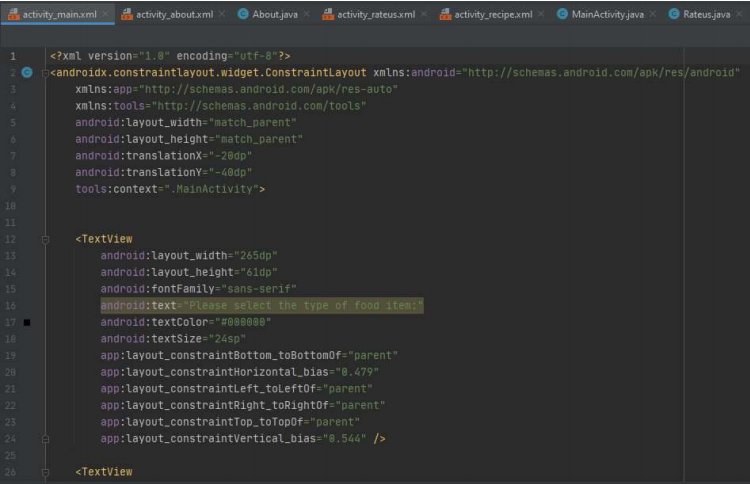 activity_main.xml × activity_about.xml × About.java × activity_rateus.xml × activity_recipe.xml × MainActivity.java × Rateus.java ×
1 <?xml version="1.0" encoding="utf-8"?>
2 <androidx.constraintlayout.widget.ConstraintLayout xmlns:android="http://schemas.android.com/apk/res/android"
3 xmlns:app="http://schemas.android.com/apk/res-auto"
4 xmlns:tools="http://schemas.android.com/tools"
5 android:layout_width="match_parent"
6 android:layout_height="match_parent"
7 android:translationX="-20dp"
8 android:translationY="-40dp"
9 tools:context=".MainActivity">
10
11
12 <TextView
13 android:layout_width="265dp"
14 android:layout_height="61dp"
15 android:fontFamily="sans-serif"
16 android:text="Please select the type of food item:"
17 android:textColor="#000000"
18 android:textSize="24sp"
19 app:layout_constraintBottom_toBottomOf="parent"
20 app:layout_constraintHorizontal_bias="0.479"
21 app:layout_constraintLeft_toLeftOf="parent"
22 app:layout_constraintRight_toRightOf="parent"
23 app:layout_constraintTop_toTopOf="parent"
24 app:layout_constraintVertical_bias="0.544" />
25
26 <TextView